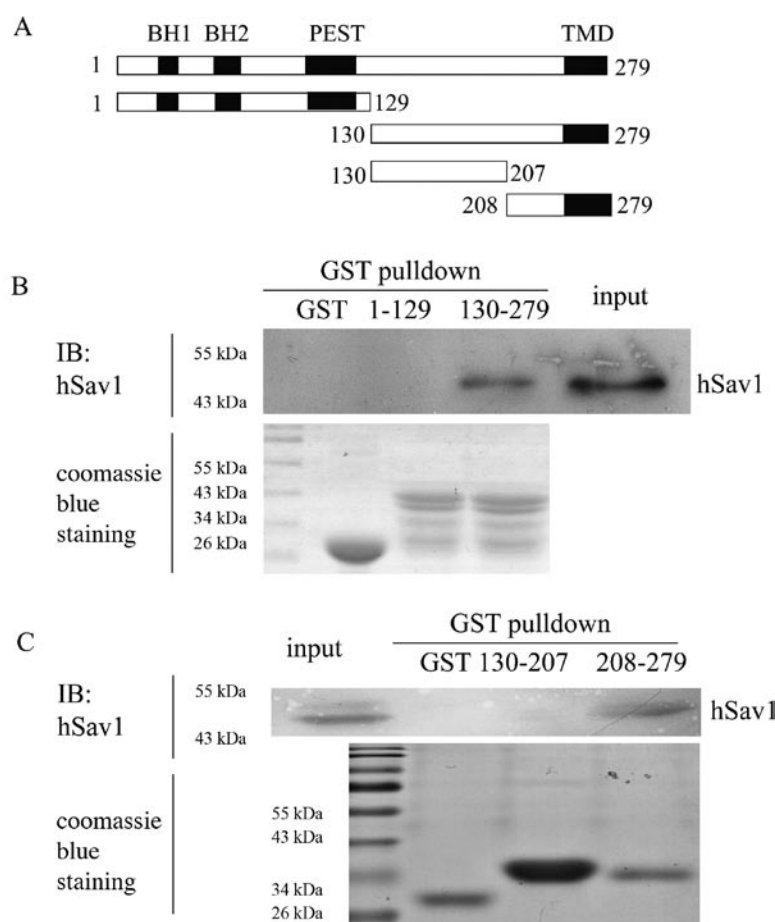 A
BH1 BH2 PEST TMD
1 279
1 129
130 279
130 207
208 279
B
GST pulldown
GST 1-129 130-279 input
IB:
hSav1
55 kDa
43 kDa
hSav1
coomassie
blue
staining
55 kDa
43 kDa
34 kDa
26 kDa
C
GST pulldown
input
GST 130-207 208-279
IB:
hSav1
55 kDa
43 kDa
hSav1
coomassie
blue
staining
55 kDa
43 kDa
34 kDa
26 kDa